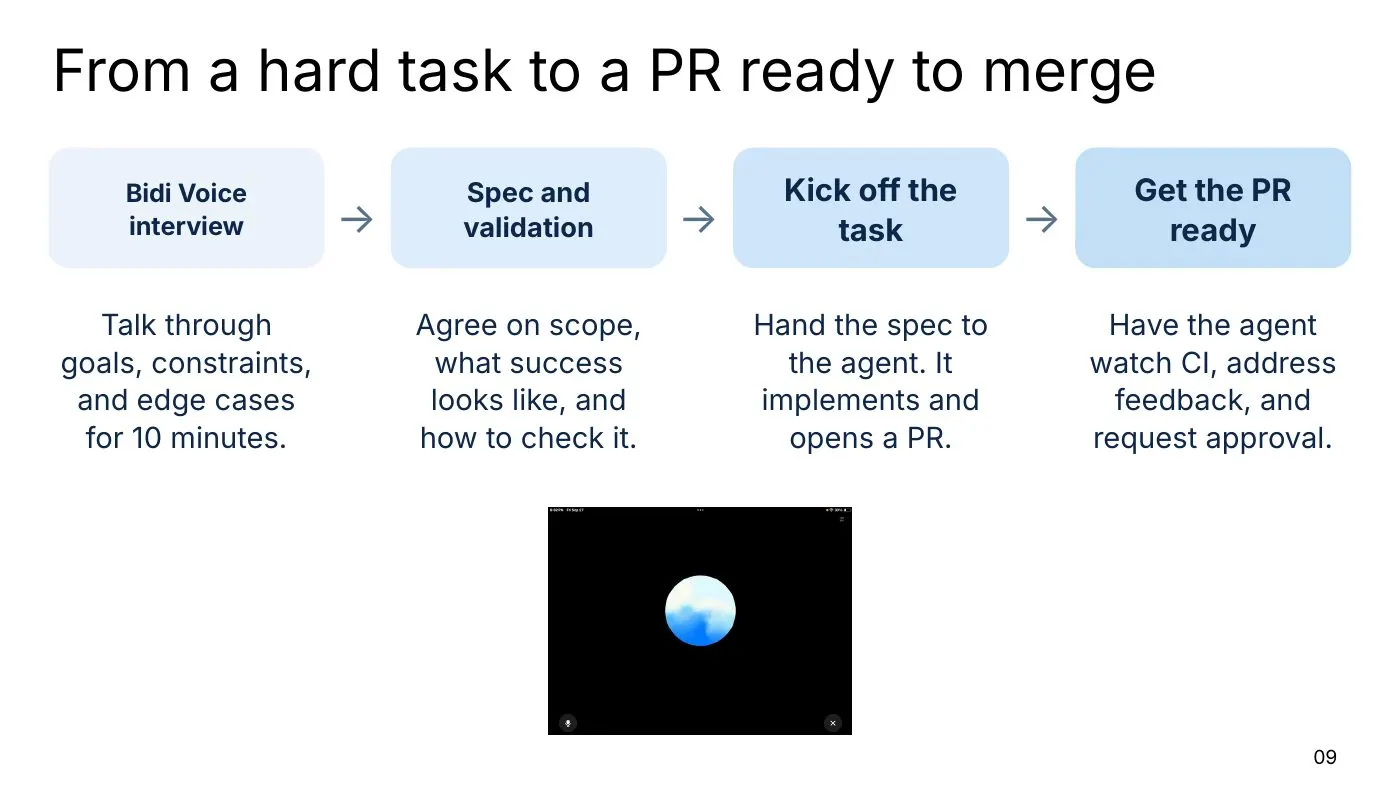 From a hard task to a PR ready to merge
Bidi Voice
interview
→
Spec and
validation
→
Kick off the
task
→
Get the PR
ready
Talk through
goals, constraints,
and edge cases
for 10 minutes.
Agree on scope,
what success
looks like, and
how to check it.
Hand the spec to
the agent. It
implements and
opens a PR.
Have the agent
watch CI, address
feedback, and
request approval.
09